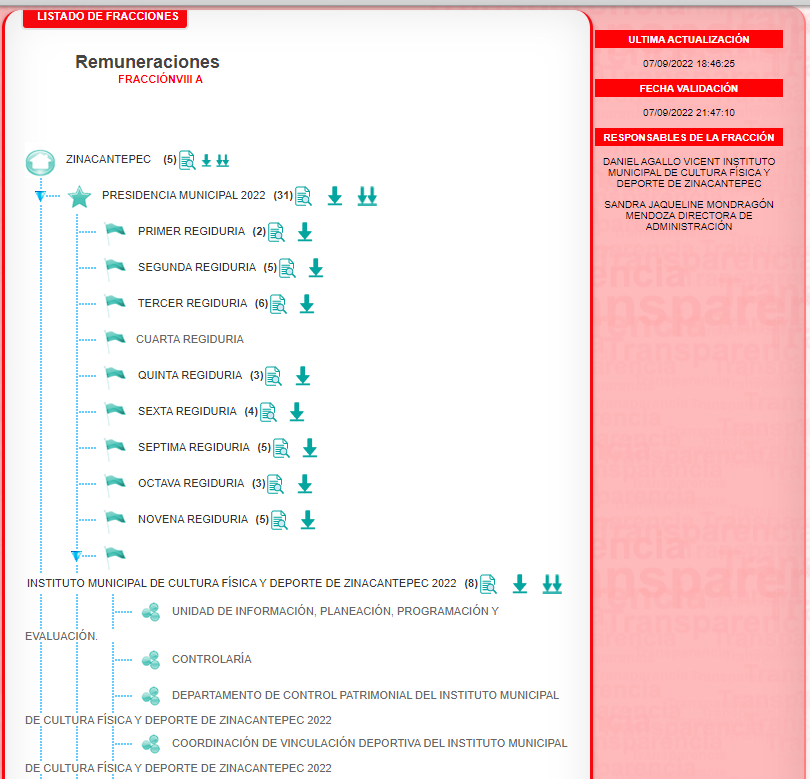 LISTADO DE FRACCIONES
Remuneraciones
FRACCIÓNVIII A
ZINACANTEPEC (5)
PRESIDENCIA MUNICIPAL 2022 (31)
PRIMER REGIDURIA (2)
SEGUNDA REGIDURIA (5)
TERCER REGIDURIA (6)
CUARTA REGIDURIA
QUINTA REGIDURIA (3)
SEXTA REGIDURIA (4)
SEPTIMA REGIDURIA (5)
OCTAVA REGIDURIA (3)
NOVENA REGIDURIA (5)
INSTITUTO MUNICIPAL DE CULTURA FÍSICA Y DEPORTE DE ZINACANTEPEC 2022 (8)
UNIDAD DE INFORMACIÓN, PLANEACIÓN, PROGRAMACIÓN Y
EVALUACIÓN.
CONTROLARÍA
DEPARTAMENTO DE CONTROL PATRIMONIAL DEL INSTITUTO MUNICIPAL
DE CULTURA FÍSICA Y DEPORTE DE ZINACANTEPEC 2022
COORDINACIÓN DE VINCULACIÓN DEPORTIVA DEL INSTITUTO MUNICIPAL
DE CULTURA FÍSICA Y DEPORTE DE ZINACANTEPEC 2022
ULTIMA ACTUALIZACIÓN
07/09/2022 18:46:25
FECHA VALIDACIÓN
07/09/2022 21:47:10
RESPONSABLES DE LA FRACCIÓN
DANIEL AGALLO VICENT INSTITUTO
MUNICIPAL DE CULTURA FÍSICA Y
DEPORTE DE ZINACANTEPEC
SANDRA JAQUELINE MONDRAGÓN
MENDOZA DIRECTORA DE
ADMINISTRACIÓN